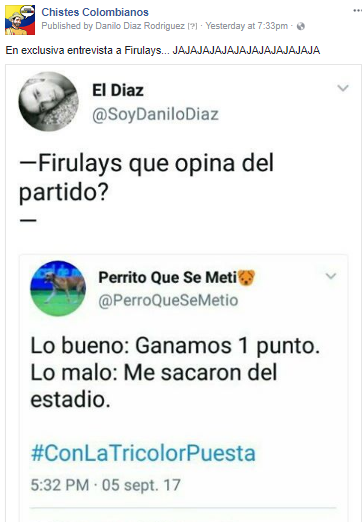 Chistes Colombianos
Published by Danilo Diaz Rodriguez [?] · Yesterday at 7:33pm ·
En exclusiva entrevista a Firulays... JAJAJAJAJAJAJAJAJAJAJAJA
El Diaz
@SoyDaniloDiaz
—Firulays que opina del
partido?
—
Perrito Que Se Meti🐶
@PerroQueSeMetio
Lo bueno: Ganamos 1 punto.
Lo malo: Me sacaron del
estadio.
#ConLaTricolorPuesta
5:32 PM · 05 sept. 17